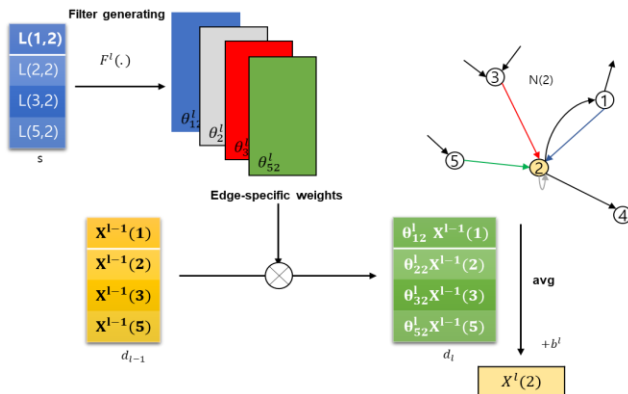 Filter generating
L(1,2)
L(2,2)
L(3,2)
L(5,2)
s
F^l(.)
θ^l_12
θ^l_2
θ^l_3
θ^l_52
Edge-specific weights
N(2)
3
1
5
2
4
X^{l-1}(1)
X^{l-1}(2)
X^{l-1}(3)
X^{l-1}(5)
d_{l-1}
θ^l_12 X^{l-1}(1)
θ^l_22 X^{l-1}(2)
θ^l_32 X^{l-1}(3)
θ^l_52 X^{l-1}(5)
d_l
avg
+b^l
X^l(2)